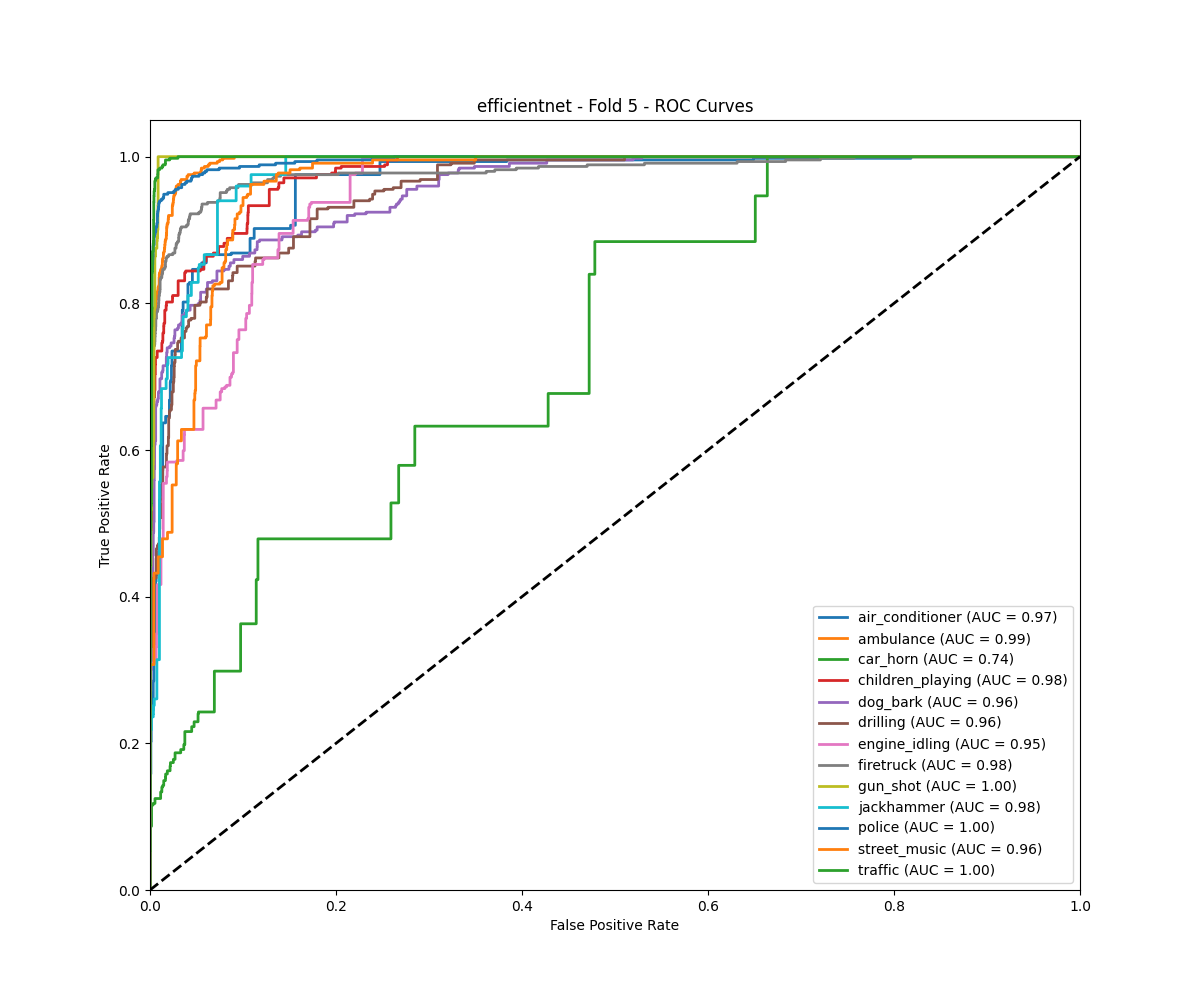 efficientnet - Fold 5 - ROC Curves
True Positive Rate
1.0
0.8
0.6
0.4
0.2
0.0
0.0 0.2 0.4 0.6 0.8 1.0
False Positive Rate
air_conditioner (AUC = 0.97)
ambulance (AUC = 0.99)
car_horn (AUC = 0.74)
children_playing (AUC = 0.98)
dog_bark (AUC = 0.96)
drilling (AUC = 0.96)
engine_idling (AUC = 0.95)
firetruck (AUC = 0.98)
gun_shot (AUC = 1.00)
jackhammer (AUC = 0.98)
police (AUC = 1.00)
street_music (AUC = 0.96)
traffic (AUC = 1.00)